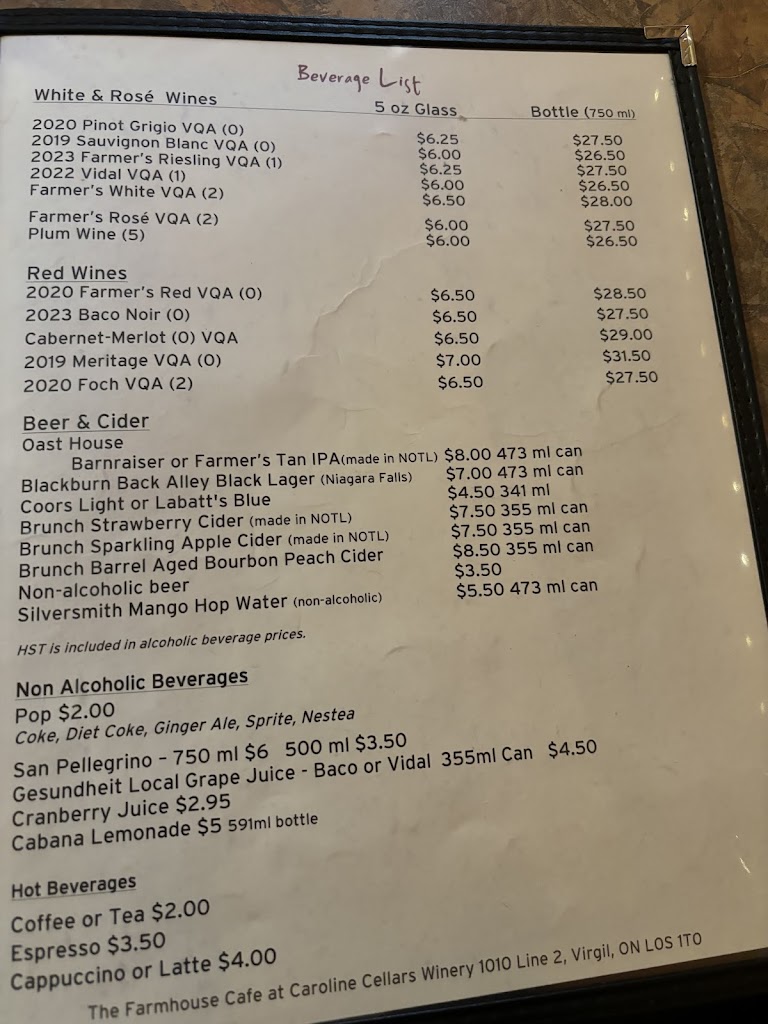 Beverage List
White & Rosé Wines 5 oz Glass Bottle (750 ml)
2020 Pinot Grigio VQA (0) $6.25 $27.50
2019 Sauvignon Blanc VQA (0) $6.00 $26.50
2023 Farmer's Riesling VQA (1) $6.25 $27.50
2022 Vidal VQA (1) $6.00 $26.50
Farmer's White VQA (2) $6.50 $28.00
Farmer's Rosé VQA (2) $6.00 $27.50
Plum Wine (5) $6.00 $26.50
Red Wines
2020 Farmer's Red VQA (0) $6.50 $28.50
2023 Baco Noir (0) $6.50 $27.50
Cabernet-Merlot (0) VQA $6.50 $29.00
2019 Meritage VQA (0) $7.00 $31.50
2020 Foch VQA (2) $6.50 $27.50
Beer & Cider
Oast House
Barnraiser or Farmer's Tan IPA(made in NOTL) $8.00 473 ml can
Blackburn Back Alley Black Lager (Niagara Falls) $7.00 473 ml can
Coors Light or Labatt's Blue $4.50 341 ml
Brunch Strawberry Cider (made in NOTL) $7.50 355 ml can
Brunch Sparkling Apple Cider (made in NOTL) $7.50 355 ml can
Brunch Barrel Aged Bourbon Peach Cider $8.50 355 ml can
Non-alcoholic beer $3.50
Silversmith Mango Hop Water (non-alcoholic) $5.50 473 ml can
HST is included in alcoholic beverage prices.
Non Alcoholic Beverages
Pop $2.00
Coke, Diet Coke, Ginger Ale, Sprite, Nestea
San Pellegrino - 750 ml $6 500 ml $3.50
Gesundheit Local Grape Juice - Baco or Vidal 355ml Can $4.50
Cranberry Juice $2.95
Cabana Lemonade $5 591ml bottle
Hot Beverages
Coffee or Tea $2.00
Espresso $3.50
Cappuccino or Latte $4.00
The Farmhouse Cafe at Caroline Cellars Winery 1010 Line 2, Virgil, ON LOS 1TO